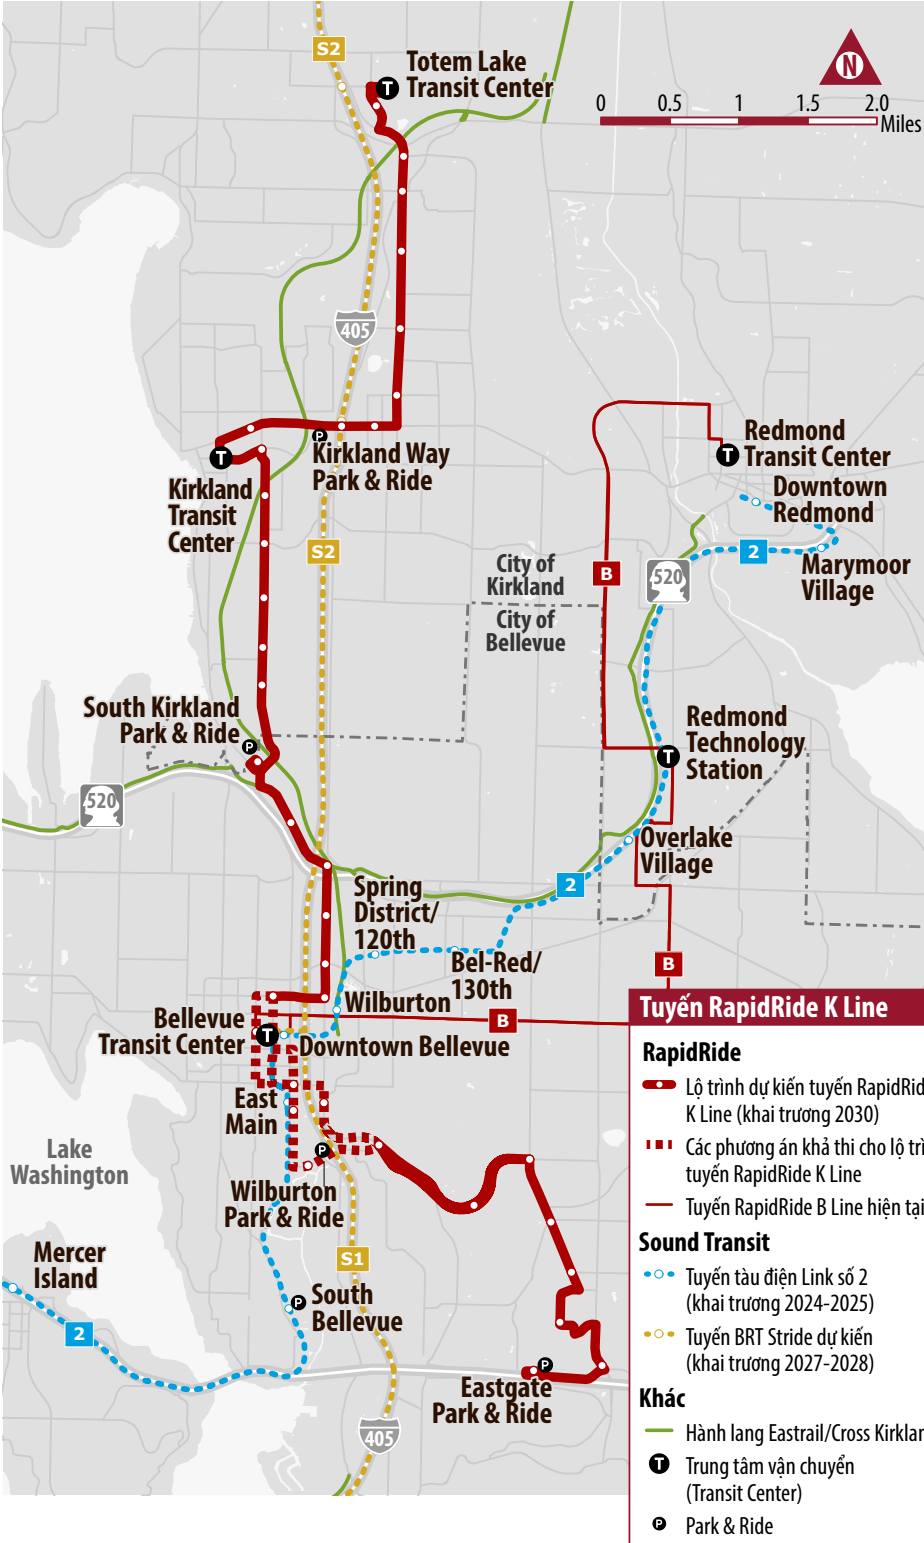 S2
Totem Lake
Transit Center
N
0 0.5 1 1.5 2.0
Miles
405
Kirkland Way
Park & Ride
Kirkland
Transit
Center
Redmond
Transit Center
Downtown
Redmond
S2
2
Marymoor
Village
City of
Kirkland
B
520
City of
Bellevue
South Kirkland
Park & Ride
Redmond
Technology
Station
520
Overlake
Village
2
Spring
District/
120th
Bel-Red/
130th
B
Wilburton
B
Bellevue
Transit Center
Downtown Bellevue
East
Main
Lake
Washington
Wilburton
Park & Ride
Mercer
Island
S1
South
Bellevue
2
Eastgate
Park & Ride
405
Tuyến RapidRide K Line
RapidRide
Lộ trình dự kiến tuyến RapidRid
K Line (khai trương 2030)
Các phương án khả thi cho lộ trì
tuyến RapidRide K Line
Tuyến RapidRide B Line hiện tại
Sound Transit
Tuyến tàu điện Link số 2
(khai trương 2024-2025)
Tuyến BRT Stride dự kiến
(khai trương 2027-2028)
Khác
Hành lang Eastrail/Cross Kirklan
T Trung tâm vận chuyển
(Transit Center)
P Park & Ride